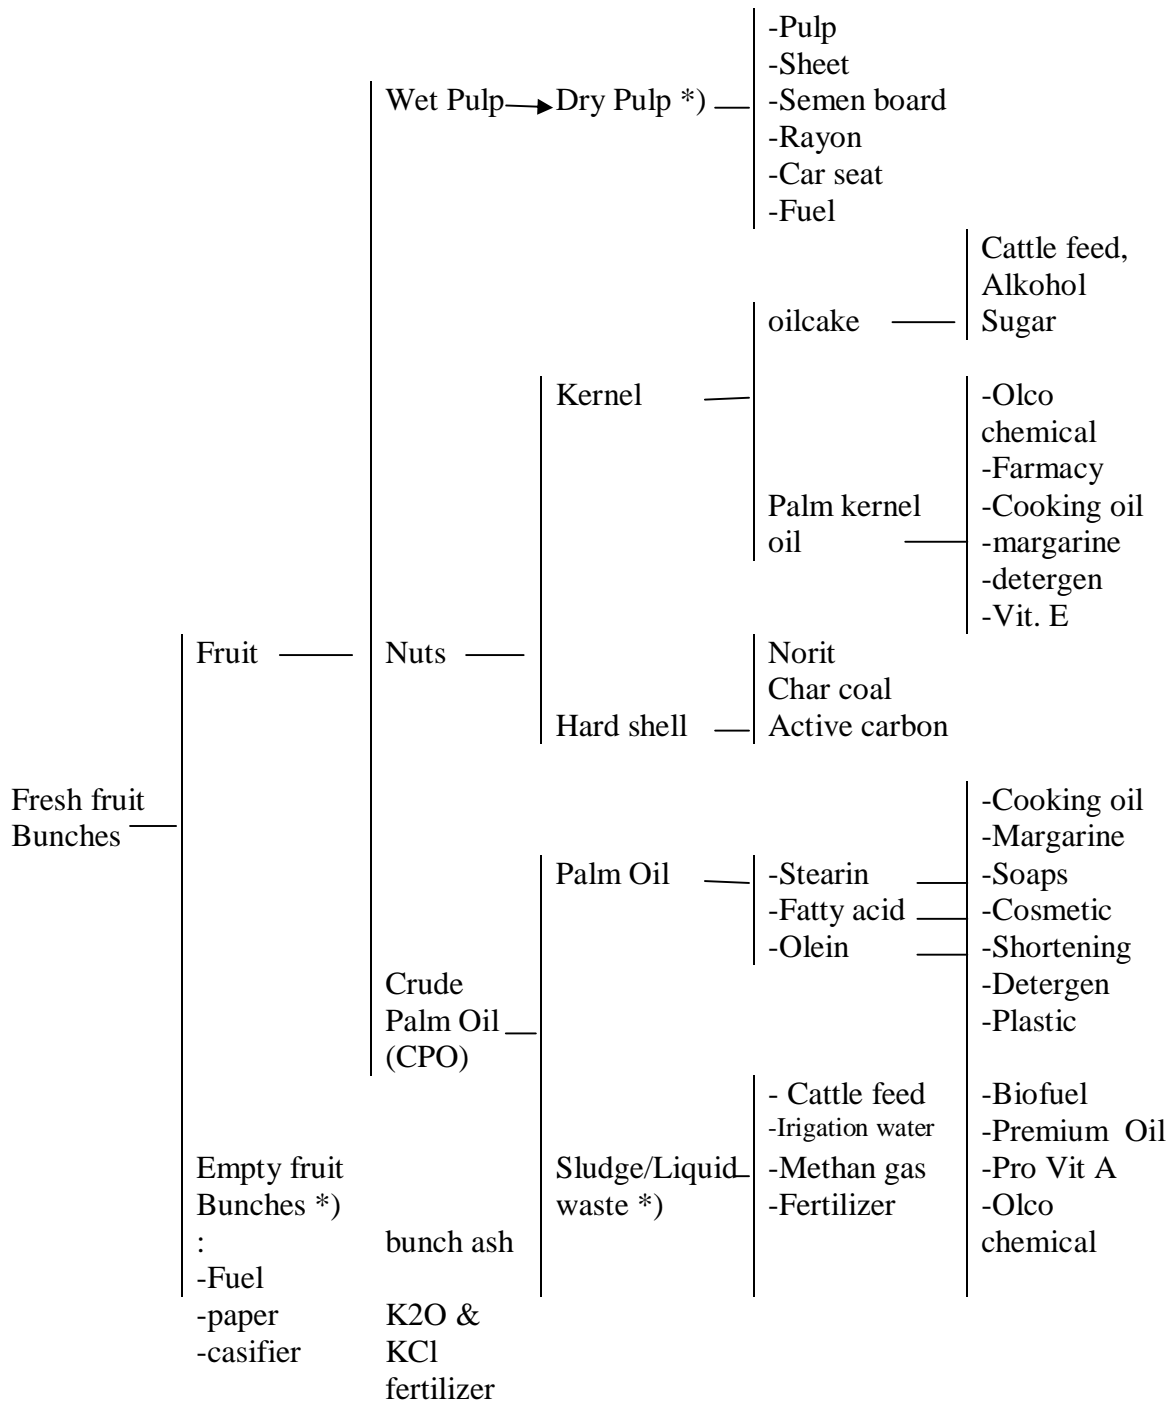 -Pulp
-Sheet
Wet Pulp Dry Pulp *) -Semen board
-Rayon
-Car seat
-Fuel
Cattle feed,
Alkohol
oilcake Sugar
Kernel -Olco
chemical
-Farmacy
Palm kernel -Cooking oil
oil -margarine
-detergen
-Vit. E
Fruit Nuts Norit
Char coal
Hard shell Active carbon
Fresh fruit -Cooking oil
Bunches -Margarine
Palm Oil -Stearin -Soaps
-Fatty acid -Cosmetic
-Olein -Shortening
Crude -Detergen
Palm Oil -Plastic
(CPO)
- Cattle feed -Biofuel
-Irigation water -Premium Oil
Empty fruit Sludge/Liquid -Methan gas -Pro Vit A
Bunches *) waste *) -Fertilizer -Olco
: bunch ash chemical
-Fuel
-paper K2O &
-casifier KCl
fertilizer